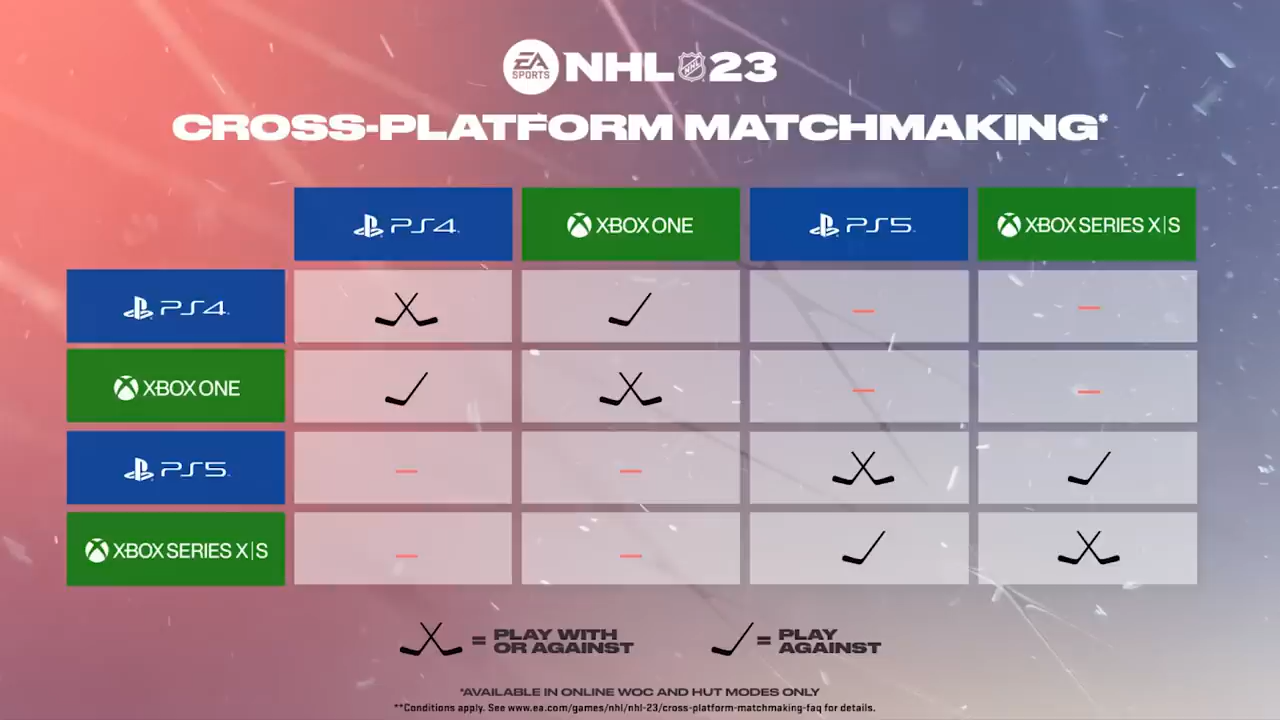 EA SPORTS NHL NHL 23
CROSS-PLATFORM MATCHMAKING*
PS4 XBOX ONE PS5 XBOX SERIES X|S
PS4
XBOX ONE
PS5
XBOX SERIES X|S
= PLAY WITH OR AGAINST
= PLAY AGAINST
*AVAILABLE IN ONLINE WOC AND HUT MODES ONLY
**Conditions apply. See www.ea.com/games/nhl/nhl-23/cross-platform-matchmaking-faq for details.